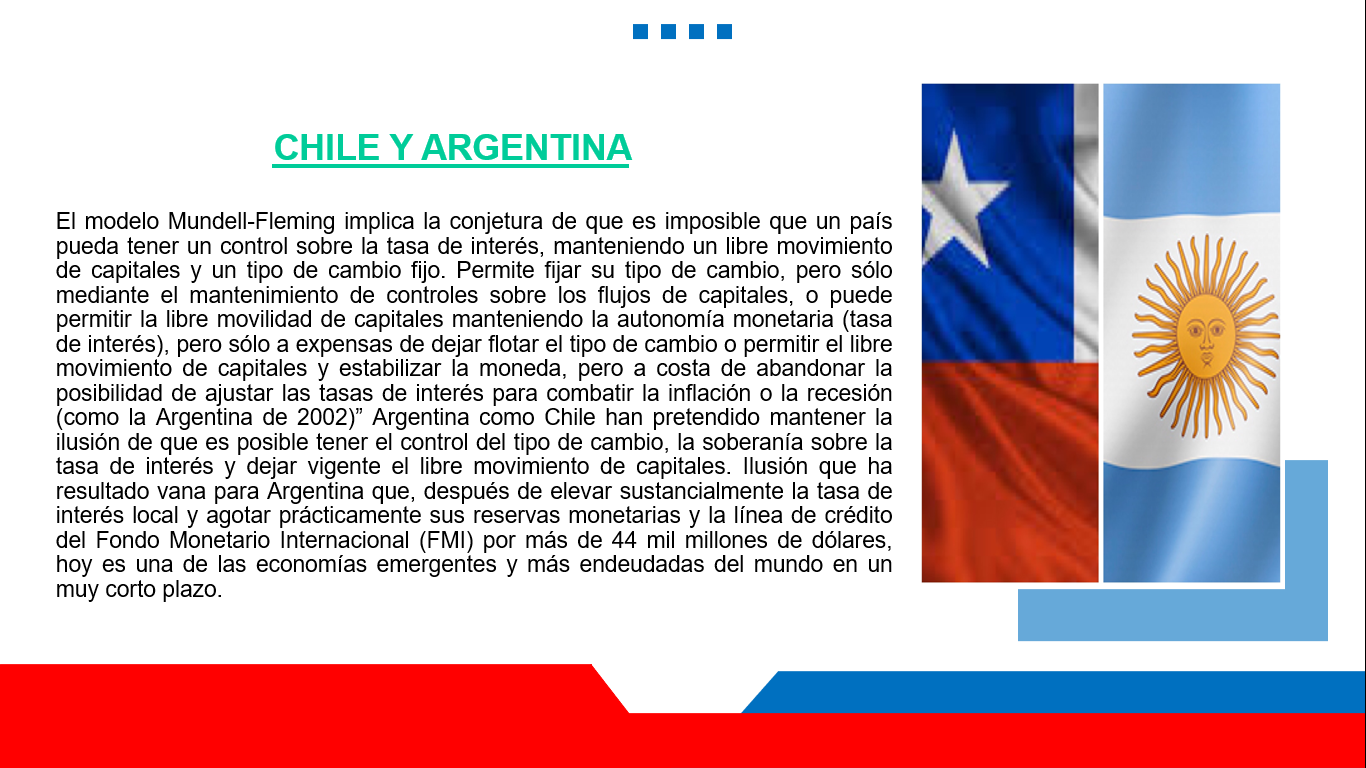 CHILE Y ARGENTINA
El modelo Mundell-Fleming implica la conjetura de que es imposible que un país
pueda tener un control sobre la tasa de interés, manteniendo un libre movimiento
de capitales y un tipo de cambio fijo. Permite fijar su tipo de cambio, pero sólo
mediante el mantenimiento de controles sobre los flujos de capitales, o puede
permitir la libre movilidad de capitales manteniendo la autonomía monetaria (tasa
de interés), pero sólo a expensas de dejar flotar el tipo de cambio o permitir el libre
movimiento de capitales y estabilizar la moneda, pero a costa de abandonar la
posibilidad de ajustar las tasas de interés para combatir la inflación o la recesión
(como la Argentina de 2002)” Argentina como Chile han pretendido mantener la
ilusión de que es posible tener el control del tipo de cambio, la soberanía sobre la
tasa de interés y dejar vigente el libre movimiento de capitales. Ilusión que ha
resultado vana para Argentina que, después de elevar sustancialmente la tasa de
interés local y agotar prácticamente sus reservas monetarias y la línea de crédito
del Fondo Monetario Internacional (FMI) por más de 44 mil millones de dólares,
hoy es una de las economías emergentes y más endeudadas del mundo en un
muy corto plazo.